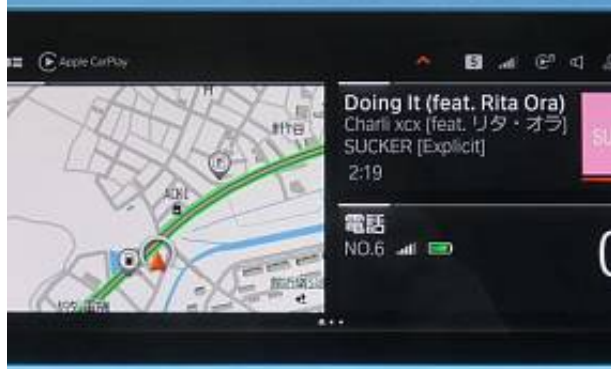 Apple CarPlay
S
Doing It (feat. Rita Ora)
Charli xcx (feat. リタ・オラ)
SUCKER [Explicit]
2:19
SU
電話
NO.6